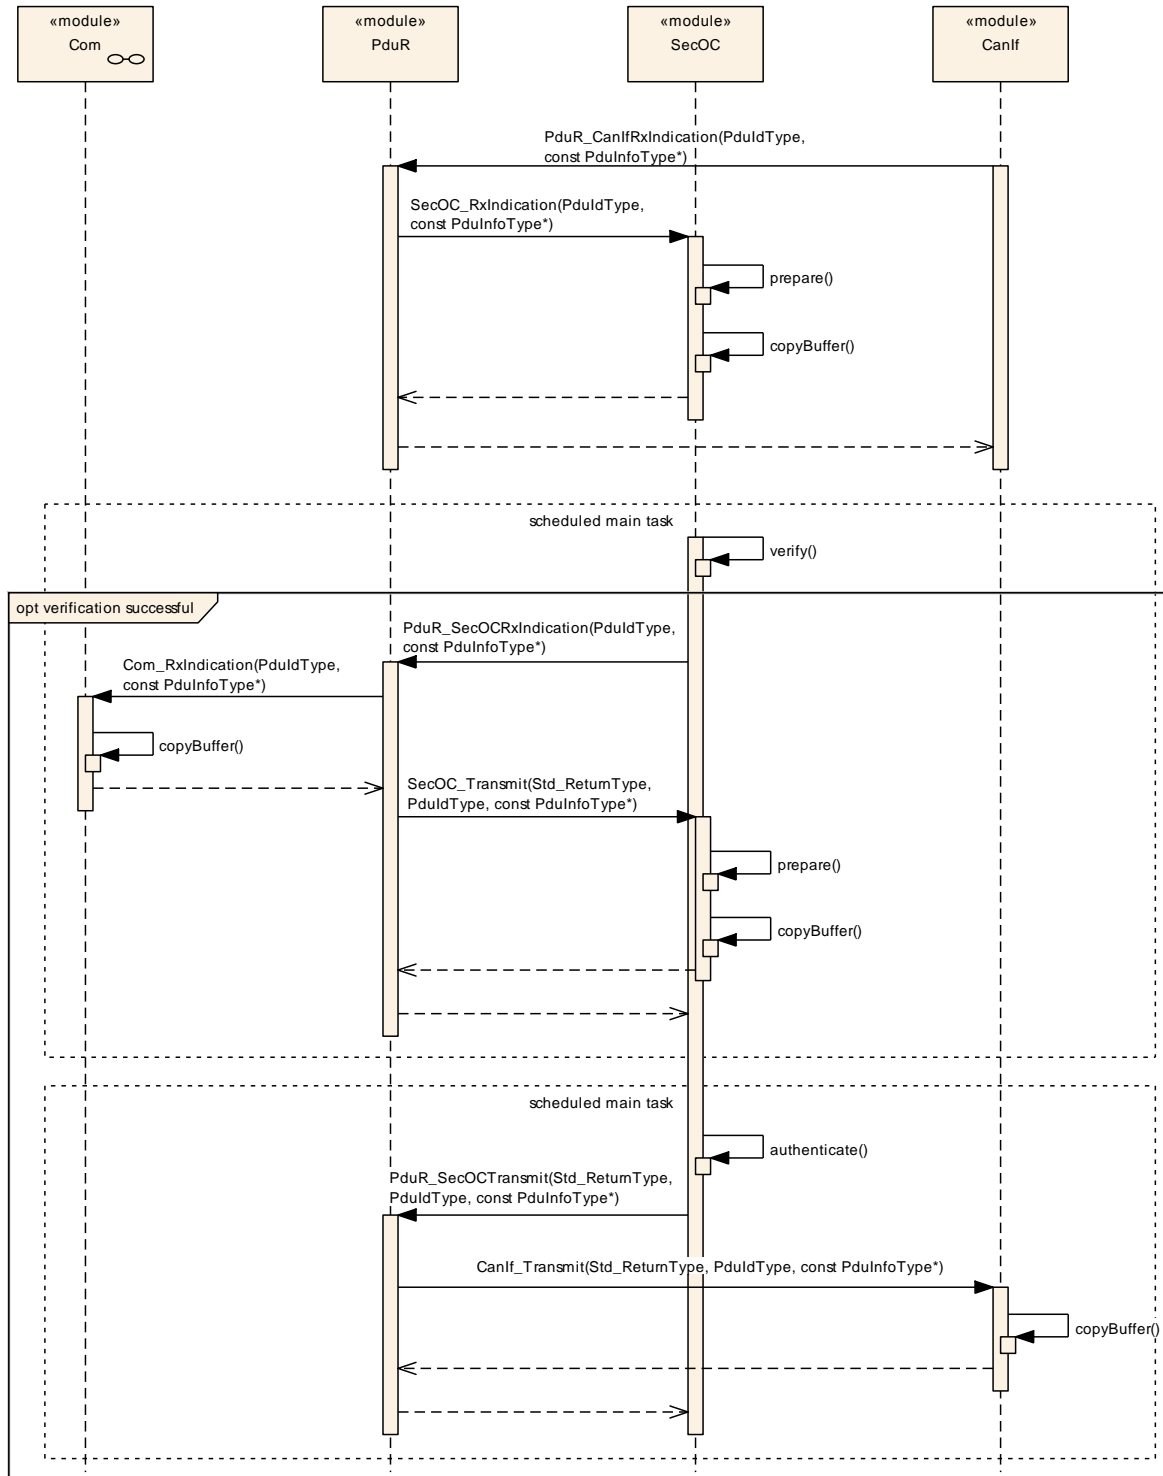 «module»
Com
«module»
PduR
«module»
SecOC
«module»
CanIf
PduR_CanIfRxIndication(PduIdType,
const PduInfoType*)
SecOC_RxIndication(PduIdType,
const PduInfoType*)
prepare()
copyBuffer()
scheduled main task
verify()
opt verification successful
PduR_SecOCRxIndication(PduIdType,
const PduInfoType*)
Com_RxIndication(PduIdType,
const PduInfoType*)
copyBuffer()
SecOC_Transmit(Std_ReturnType,
PduIdType, const PduInfoType*)
prepare()
copyBuffer()
scheduled main task
authenticate()
PduR_SecOCTransmit(Std_ReturnType,
PduIdType, const PduInfoType*)
CanIf_Transmit(Std_ReturnType, PduIdType, const PduInfoType*)
copyBuffer()